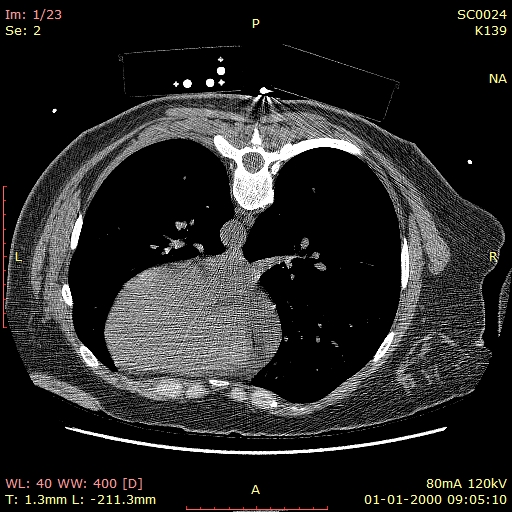 Im: 1/23
Se: 2
P
SC0024
K139
NA
L
R
WL: 40 WW: 400 [D]
T: 1.3mm L: -211.3mm
A
80mA 120kV
01-01-2000 09:05:10